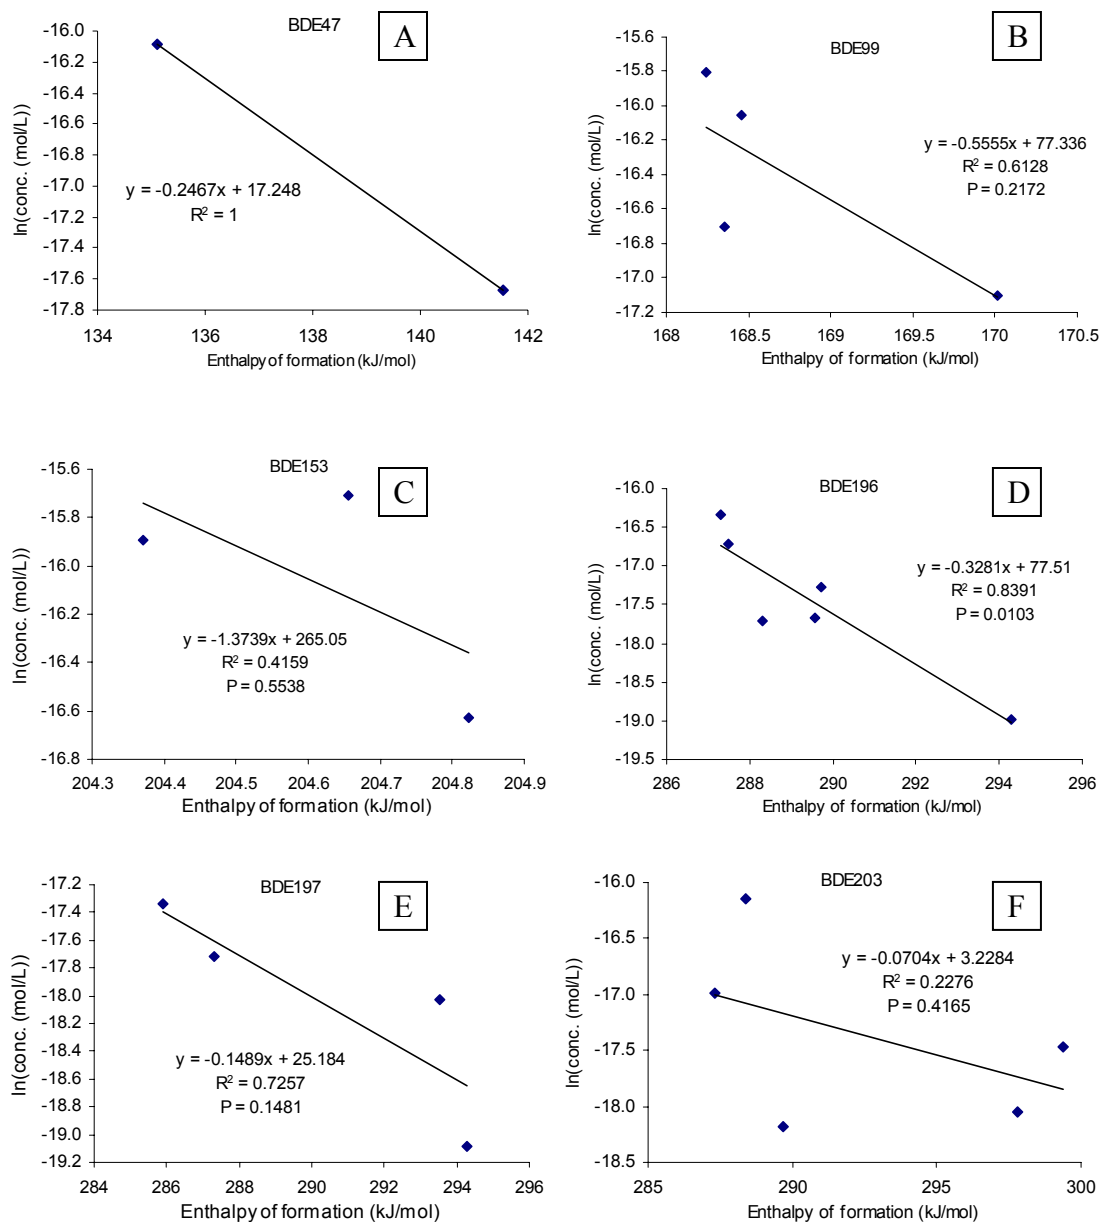 BDE47
A
ln(conc. (mol/L))
-16.0
-16.2
-16.4
-16.6
-16.8
-17.0
-17.2
-17.4
-17.6
-17.8
y = -0.2467x + 17.248
R² = 1
134 136 138 140 142
Enthalpy of formation (kJ/mol)
BDE99
B
ln(conc. (mol/L))
-15.6
-15.8
-16.0
-16.2
-16.4
-16.6
-16.8
-17.0
-17.2
y = -0.5555x + 77.336
R² = 0.6128
P = 0.2172
168 168.5 169 169.5 170 170.5
Enthalpy of formation (kJ/mol)
BDE153
C
ln(conc. (mol/L))
-15.6
-15.8
-16.0
-16.2
-16.4
-16.6
-16.8
y = -1.3739x + 265.05
R² = 0.4159
P = 0.5538
204.3 204.4 204.5 204.6 204.7 204.8 204.9
Enthalpy of formation (kJ/mol)
BDE196
D
ln(conc. (mol/L))
-16.0
-16.5
-17.0
-17.5
-18.0
-18.5
-19.0
-19.5
y = -0.3281x + 77.51
R² = 0.8391
P = 0.0103
286 288 290 292 294 296
Enthalpy of formation (kJ/mol)
BDE197
E
ln(conc. (mol/L))
-17.2
-17.4
-17.6
-17.8
-18.0
-18.2
-18.4
-18.6
-18.8
-19.0
-19.2
y = -0.1489x + 25.184
R² = 0.7257
P = 0.1481
284 286 288 290 292 294 296
Enthalpy of formation (kJ/mol)
BDE203
F
ln(conc. (mol/L))
-16.0
-16.5
-17.0
-17.5
-18.0
-18.5
y = -0.0704x + 3.2284
R² = 0.2276
P = 0.4165
285 290 295 300
Enthalpy of formation (kJ/mol)